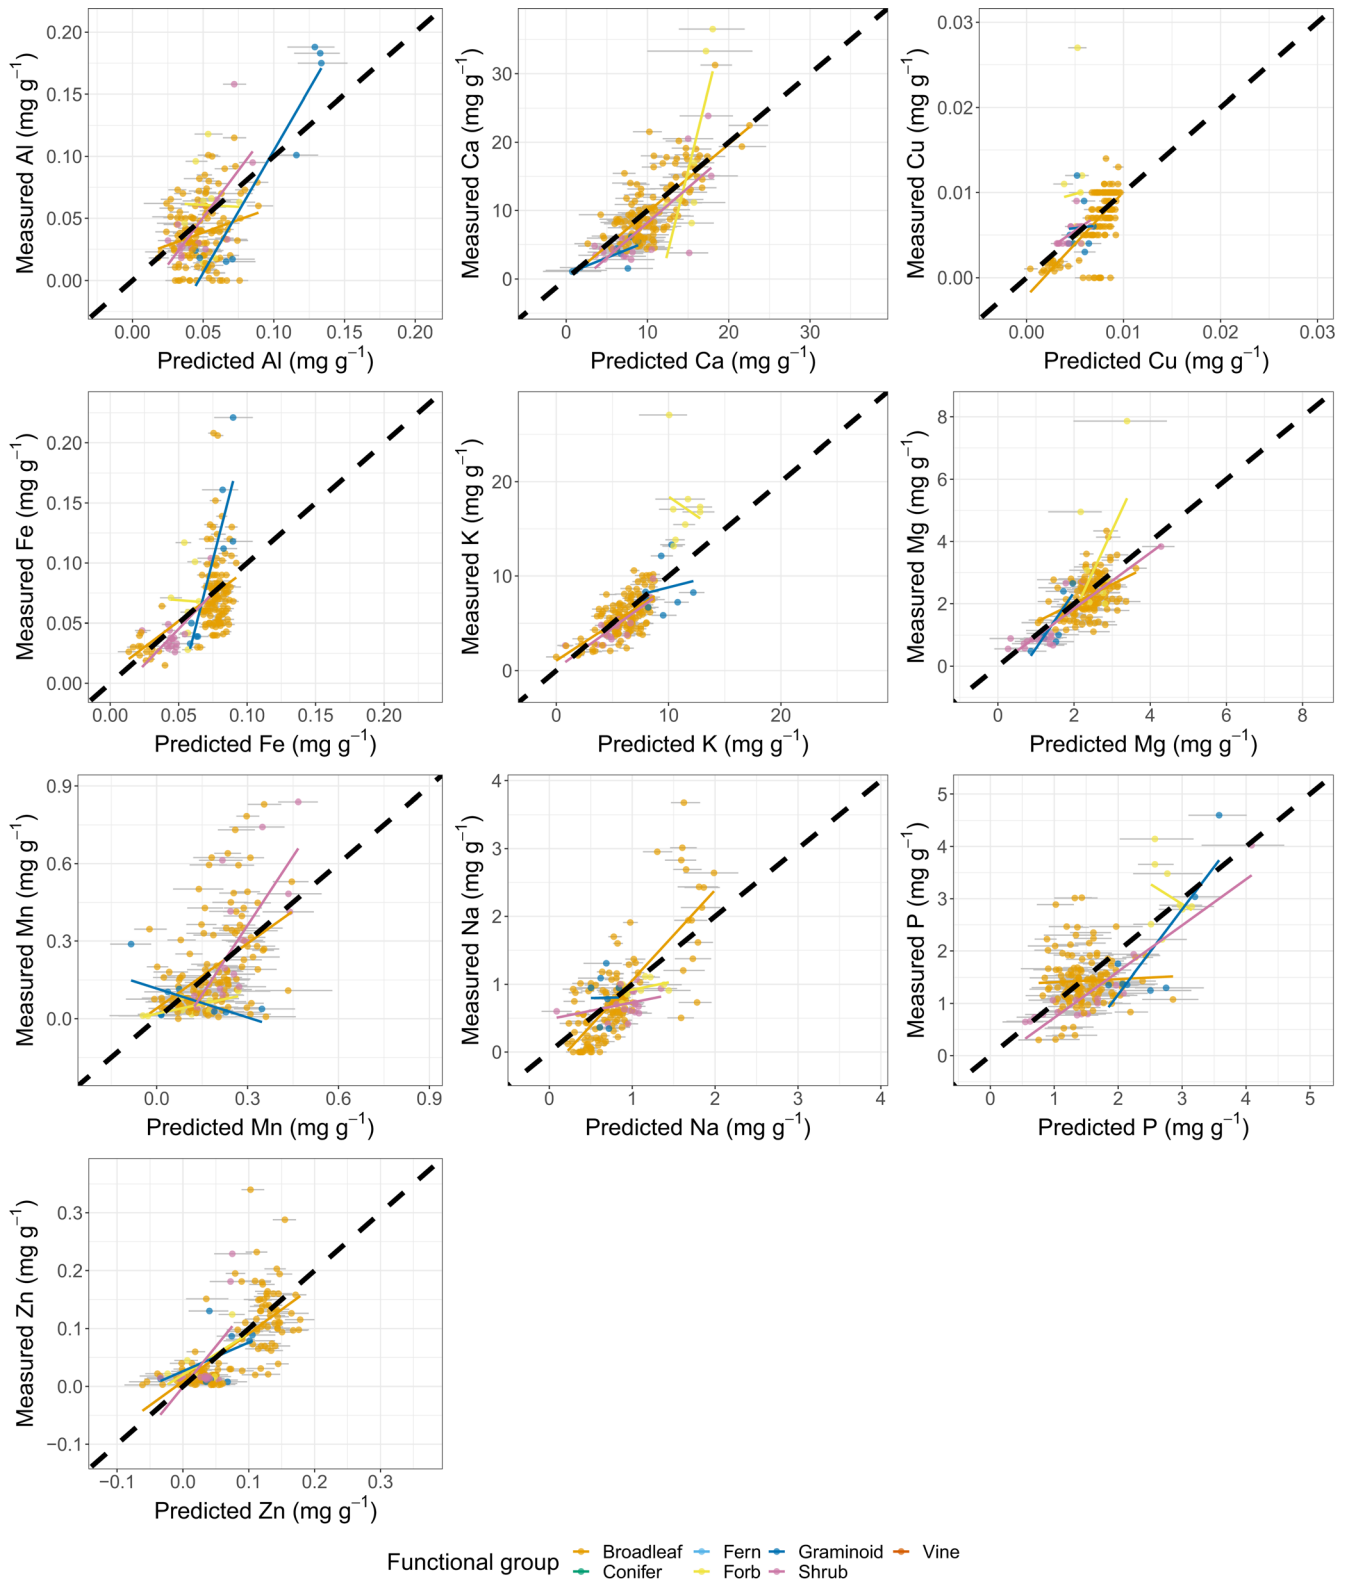 0.20
0.15
0.10
0.05
0.00
Measured Al (mg g⁻¹)
0.00 0.05 0.10 0.15 0.20
Predicted Al (mg g⁻¹)
30
20
10
0
Measured Ca (mg g⁻¹)
0 10 20 30
Predicted Ca (mg g⁻¹)
0.03
0.02
0.01
0.00
Measured Cu (mg g⁻¹)
0.00 0.01 0.02 0.03
Predicted Cu (mg g⁻¹)
0.20
0.15
0.10
0.05
0.00
Measured Fe (mg g⁻¹)
0.00 0.05 0.10 0.15 0.20
Predicted Fe (mg g⁻¹)
20
10
0
Measured K (mg g⁻¹)
0 10 20
Predicted K (mg g⁻¹)
8
6
4
2
0
Measured Mg (mg g⁻¹)
0 2 4 6 8
Predicted Mg (mg g⁻¹)
0.9
0.6
0.3
0.0
Measured Mn (mg g⁻¹)
0.0 0.3 0.6 0.9
Predicted Mn (mg g⁻¹)
4
3
2
1
0
Measured Na (mg g⁻¹)
0 1 2 3 4
Predicted Na (mg g⁻¹)
5
4
3
2
1
0
Measured P (mg g⁻¹)
0 1 2 3 4 5
Predicted P (mg g⁻¹)
0.3
0.2
0.1
0.0
−0.1
Measured Zn (mg g⁻¹)
−0.1 0.0 0.1 0.2 0.3
Predicted Zn (mg g⁻¹)
Functional group
Broadleaf Fern Graminoid Vine
Conifer Forb Shrub